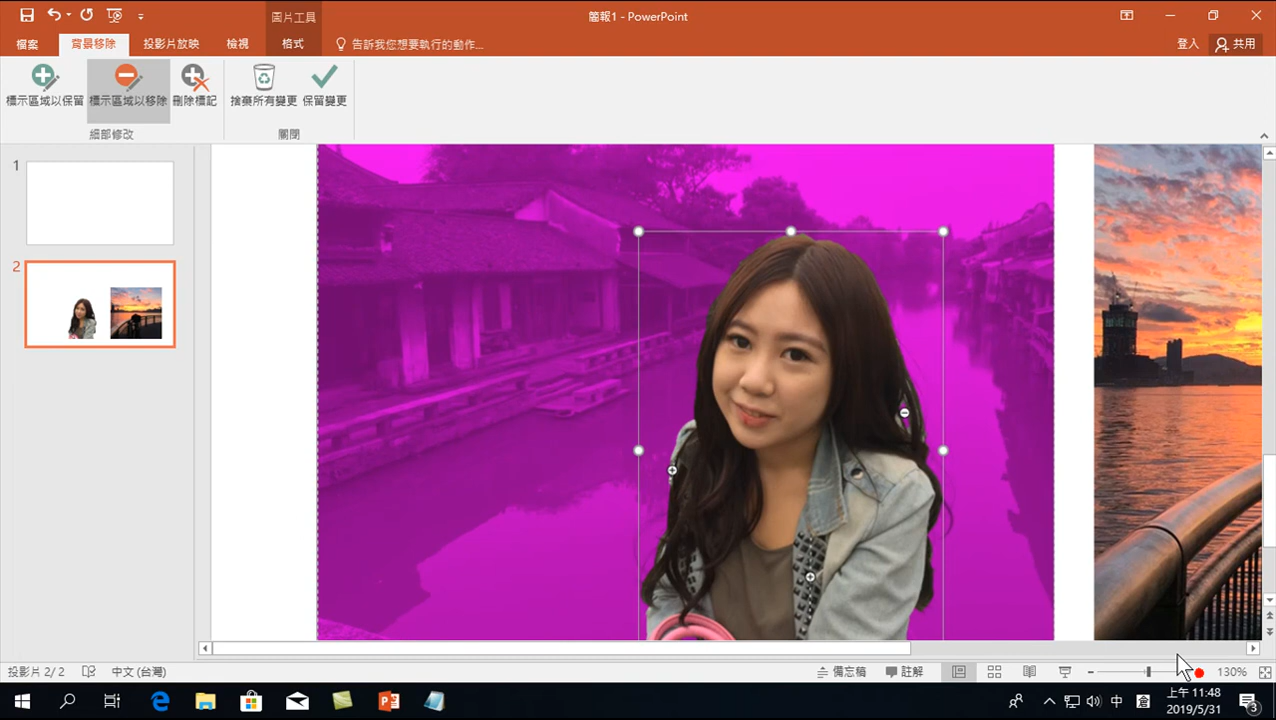 簡報1 - PowerPoint
圖片工具
檔案 背景移除 投影片放映 檢視 格式 告訴我您想要執行的動作... 登入 共用
標示區域以保留 標示區域以移除 刪除標記 捨棄所有變更 保留變更
細部修改 關閉
1
2
投影片 2/ 2 中文 (台灣) 備忘稿 註解 130%
中 倉 上午 11:48
2019/5/31 3